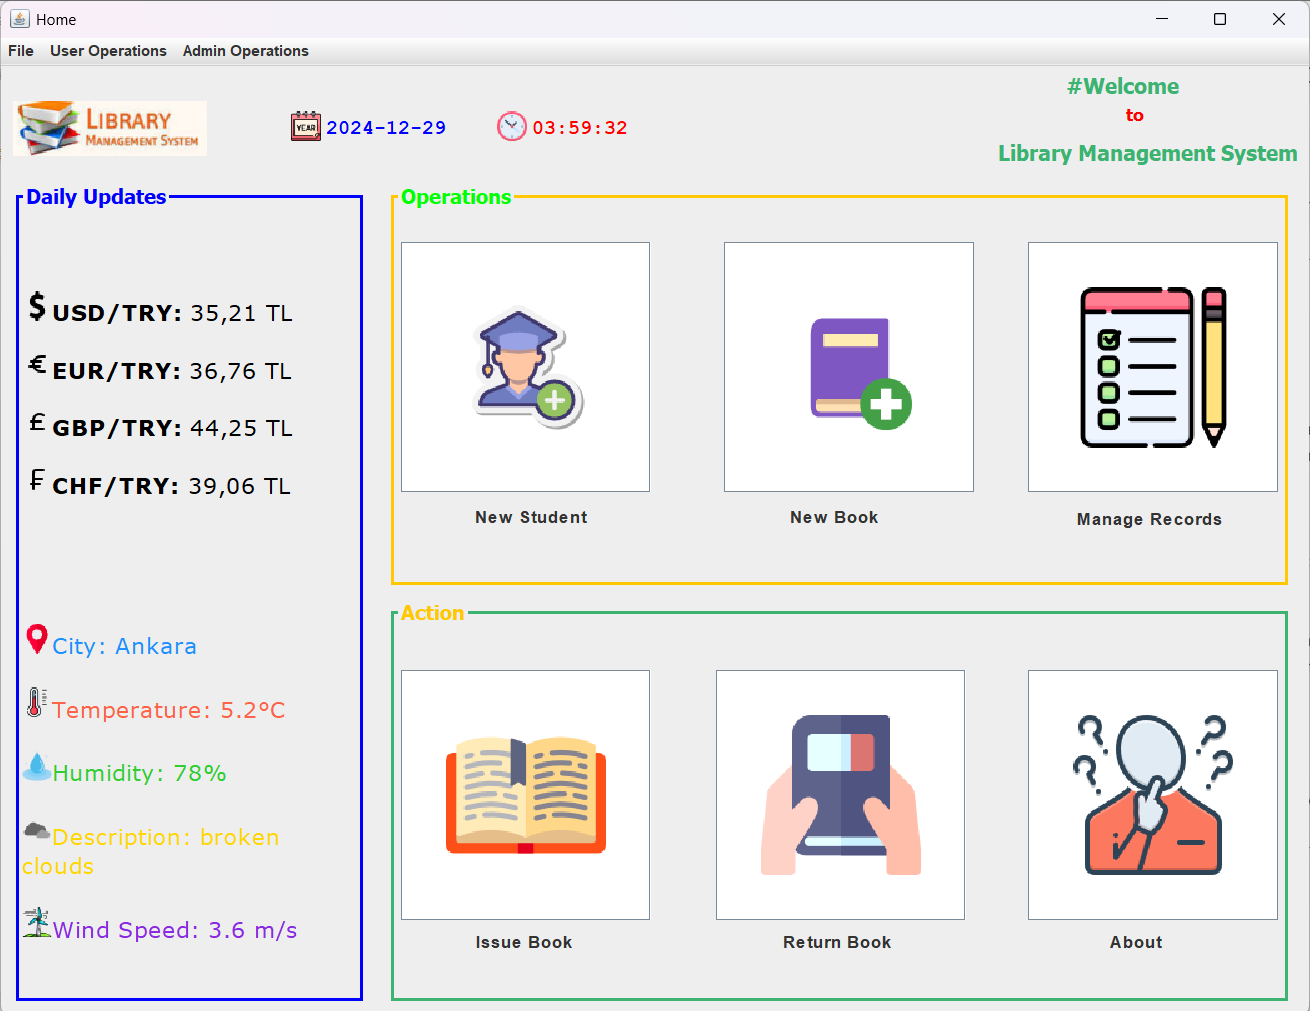 Home
File User Operations Admin Operations
#Welcome
to
Library Management System
LIBRARY
MANAGEMENT SYSTEM
YEAR
2024-12-29
03:59:32
Daily Updates
$ USD/TRY: 35,21 TL
€ EUR/TRY: 36,76 TL
£ GBP/TRY: 44,25 TL
₣ CHF/TRY: 39,06 TL
City: Ankara
Temperature: 5.2°C
Humidity: 78%
Description: broken
clouds
Wind Speed: 3.6 m/s
Operations
New Student
New Book
Manage Records
Action
Issue Book
Return Book
About